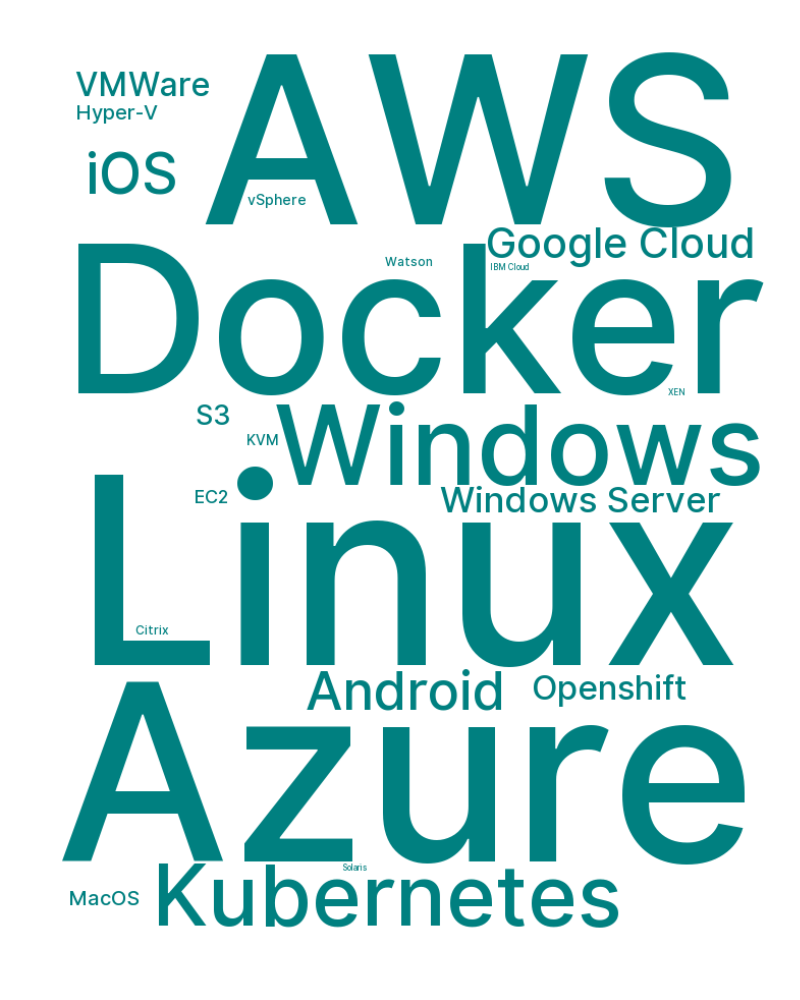 AWS
VMWare
Hyper-V
iOS
vSphere
Google Cloud
Watson
IBM Cloud
Docker
XEN
S3
KVM
Windows
EC2
Windows Server
Linux
Citrix
Android
Openshift
Azure
Solaris
MacOS
Kubernetes